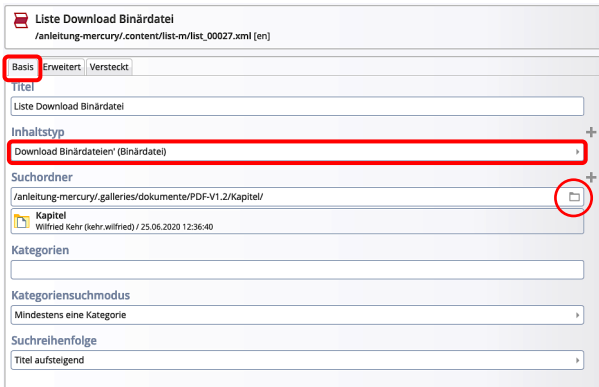 Liste Download Binärdatei
/anleitung-mercury/.content/list-m/list_00027.xml [en]
Basis Erweitert Versteckt
Titel
Liste Download Binärdatei
Inhaltstyp
Download Binärdateien' (Binärdatei)
Suchordner
/anleitung-mercury/.galleries/dokumente/PDF-V1.2/Kapitel/
Kapitel
Wilfried Kehr (kehr.wilfried) / 25.06.2020 12:36:40
Kategorien
Kategoriensuchmodus
Mindestens eine Kategorie
Suchreihenfolge
Titel aufsteigend